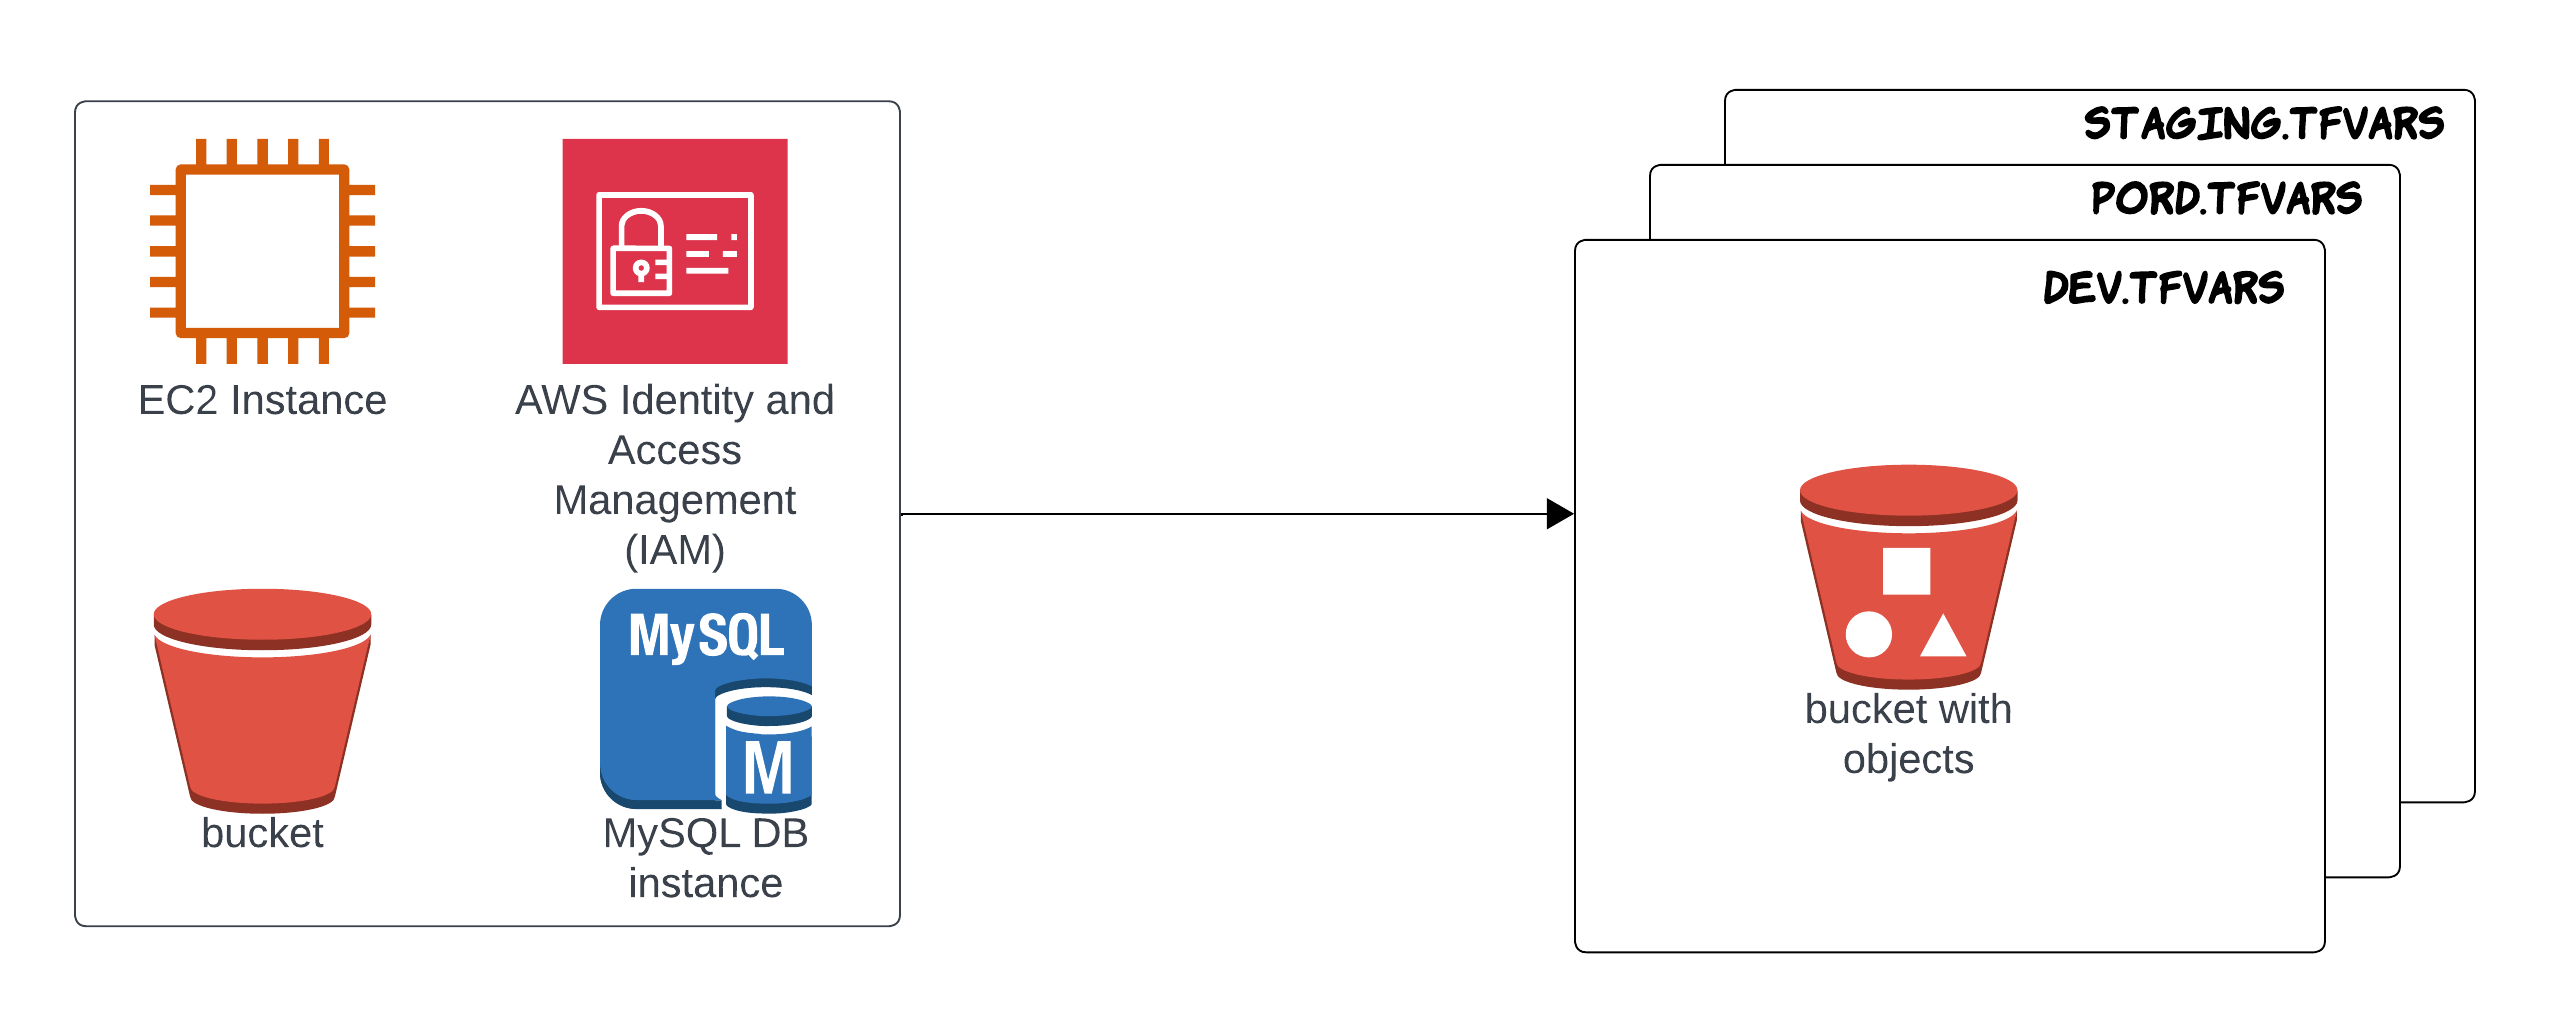 STAGING.TFVARS
PORD.TFVARS
DEV.TFVARS
EC2 Instance
AWS Identity and
Access
Management
(IAM)
MySQL
M
bucket
MySQL DB
instance
bucket with
objects